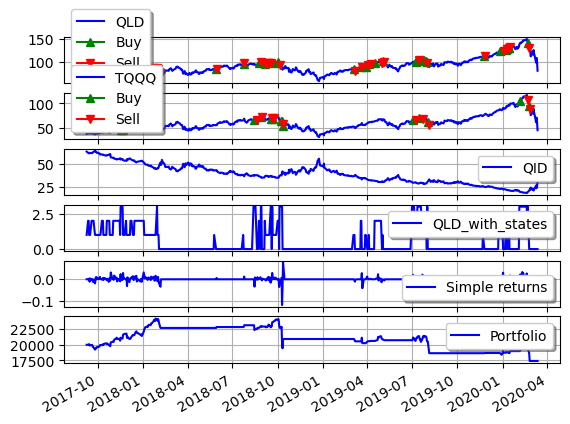 QLD
Buy
Sell
150
100
TQQQ
Buy
Sell
100
50
QID
50
25
QLD_with_states
2.5
0.0
Simple returns
0.0
−0.1
Portfolio
22500
20000
17500
2017-10 2018-01 2018-04 2018-07 2018-10 2019-01 2019-04 2019-07 2019-10 2020-01 2020-04